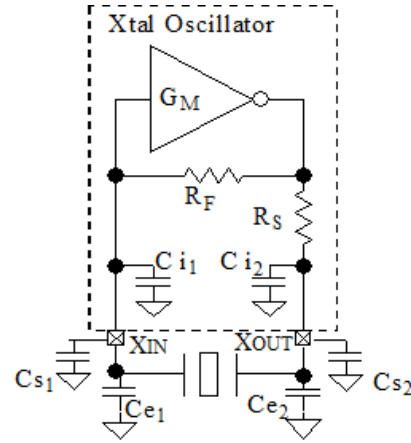 Xtal Oscillator
GM
RF
RS
Ci1
Ci2
XIN
XOUT
Cs1
Cs2
Ce1
Ce2